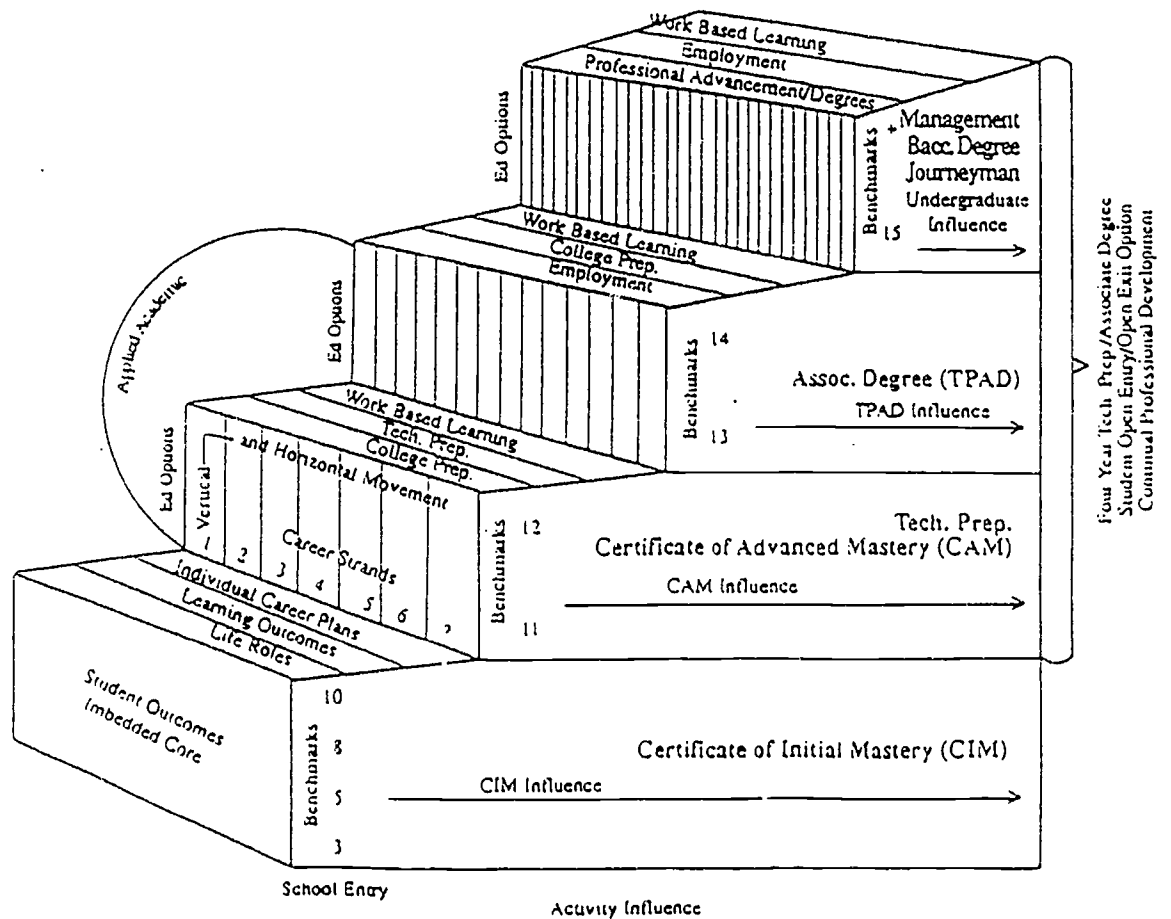 Work Based Learning
Employment
Professional Advancement/Degrees
Ed Options
Benchmarks
+
15
Management
Bacc. Degree
Journeyman
Undergraduate
Influence
Work Based Learning
College Prep.
Employment
Ed Options
Benchmarks
14
13
Assoc. Degree (TPAD)
TPAD Influence
Applied Academic
Work Based Learning
Tech. Prep.
College Prep.
Ed Options
Vertical
and Horizontal Movement
Career Strands
1 2 3 4 5 6 7
Benchmarks
12
11
Tech. Prep.
Certificate of Advanced Mastery (CAM)
CAM Influence
Individual Career Plans
Learning Outcomes
Life Roles
Student Outcomes
Imbedded Core
Benchmarks
10
8
5
3
Certificate of Initial Mastery (CIM)
CIM Influence
School Entry
Activity Influence
Four Year Tech Prep/Associate Degree
Student Open Entry/Open Exit Option
Continual Professional Development